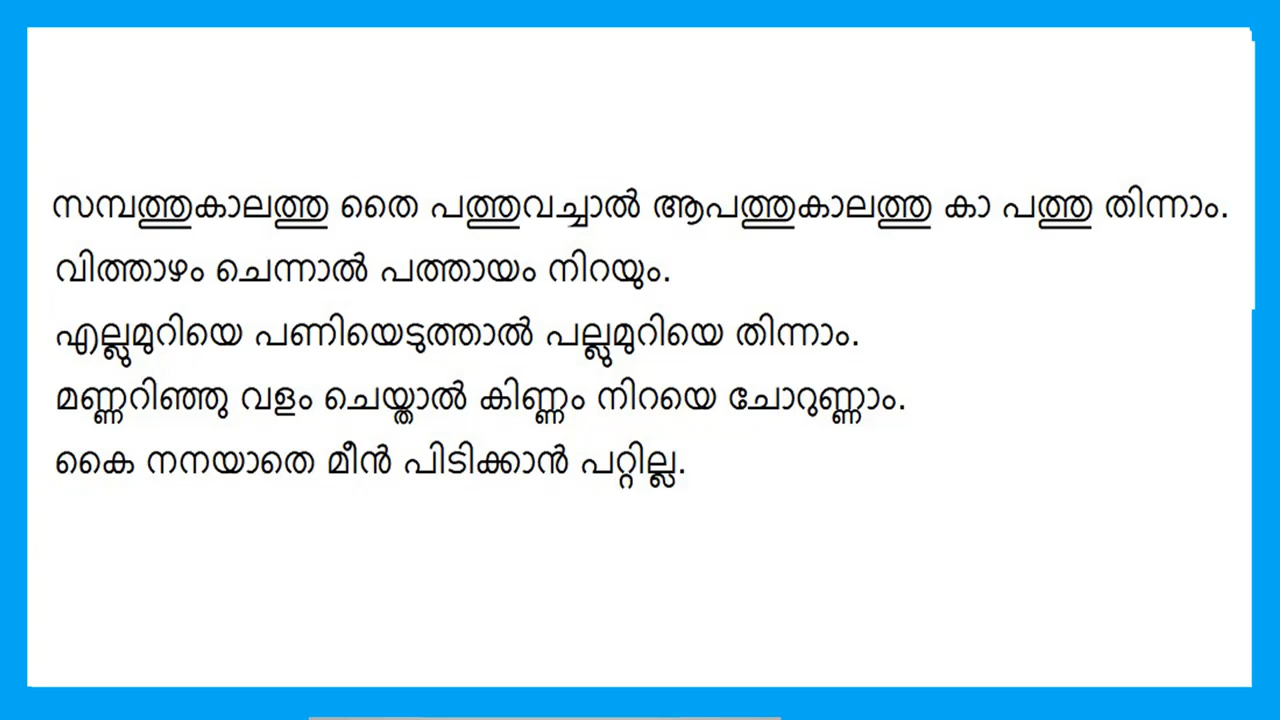 സമ്പത്തുകാലത്തു തൈ പത്തുവച്ചാൽ ആപത്തുകാലത്തു കാ പത്തു തിന്നാം.
വിത്താഴം ചെന്നാൽ പത്തായം നിറയും.
എല്ലുമുറിയെ പണിയെടുത്താൽ പല്ലുമുറിയെ തിന്നാം.
മണ്ണറിഞ്ഞു വളം ചെയ്താൽ കിണ്ണം നിറയെ ചോറുണ്ണാം.
കൈ നനയാതെ മീൻ പിടിക്കാൻ പറ്റില്ല.